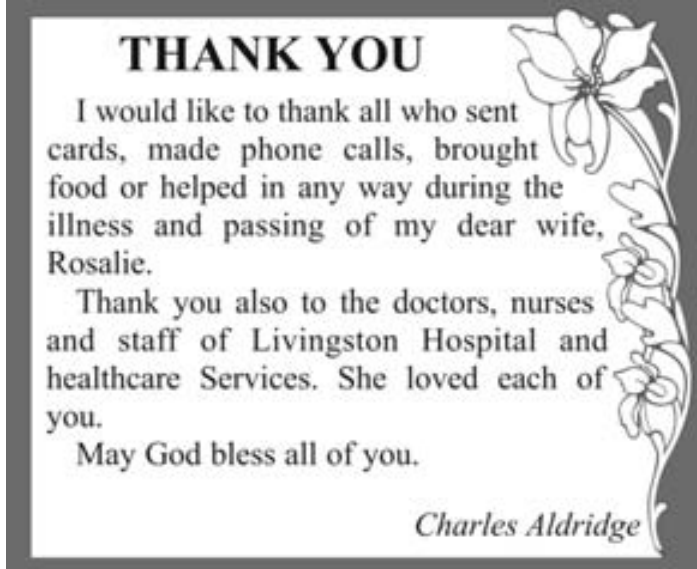 THANK YOU
I would like to thank all who sent
cards, made phone calls, brought
food or helped in any way during the
illness and passing of my dear wife,
Rosalie.
Thank you also to the doctors, nurses
and staff of Livingston Hospital and
healthcare Services. She loved each of
you.
May God bless all of you.
Charles Aldridge